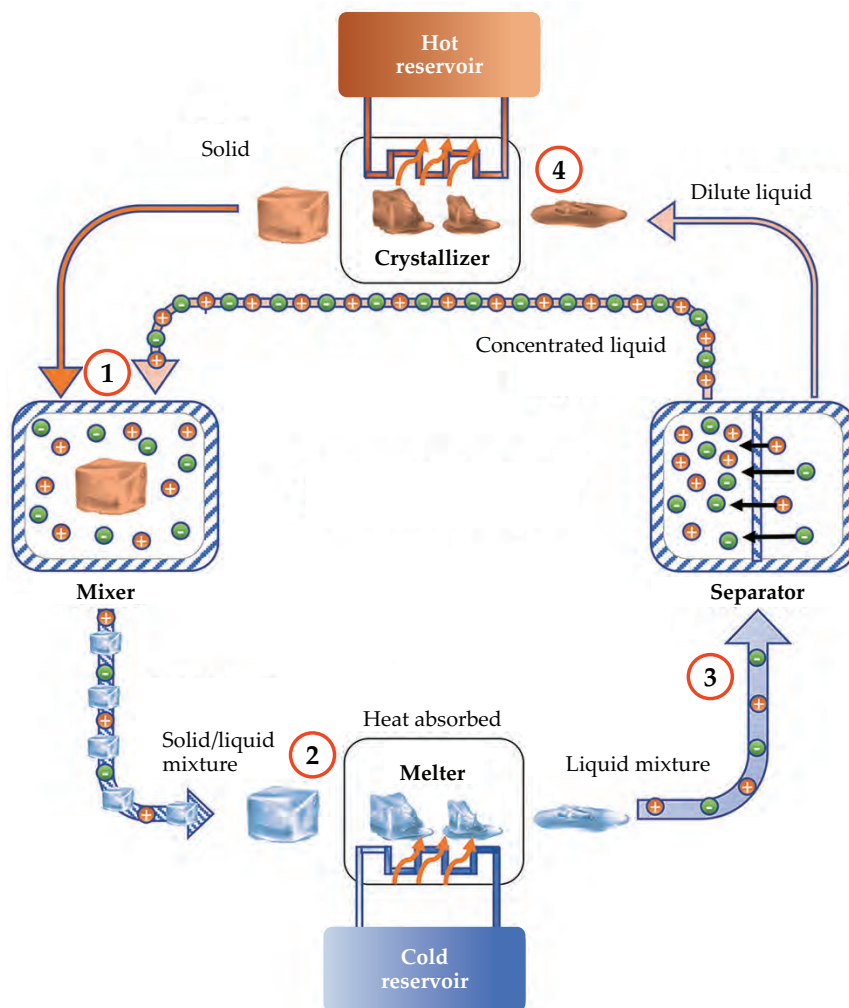 Hot
reservoir
Solid
4
Dilute liquid
Crystallizer
Concentrated liquid
1
Mixer
Separator
3
Heat absorbed
Solid/liquid
mixture
2
Melter
Liquid mixture
Cold
reservoir